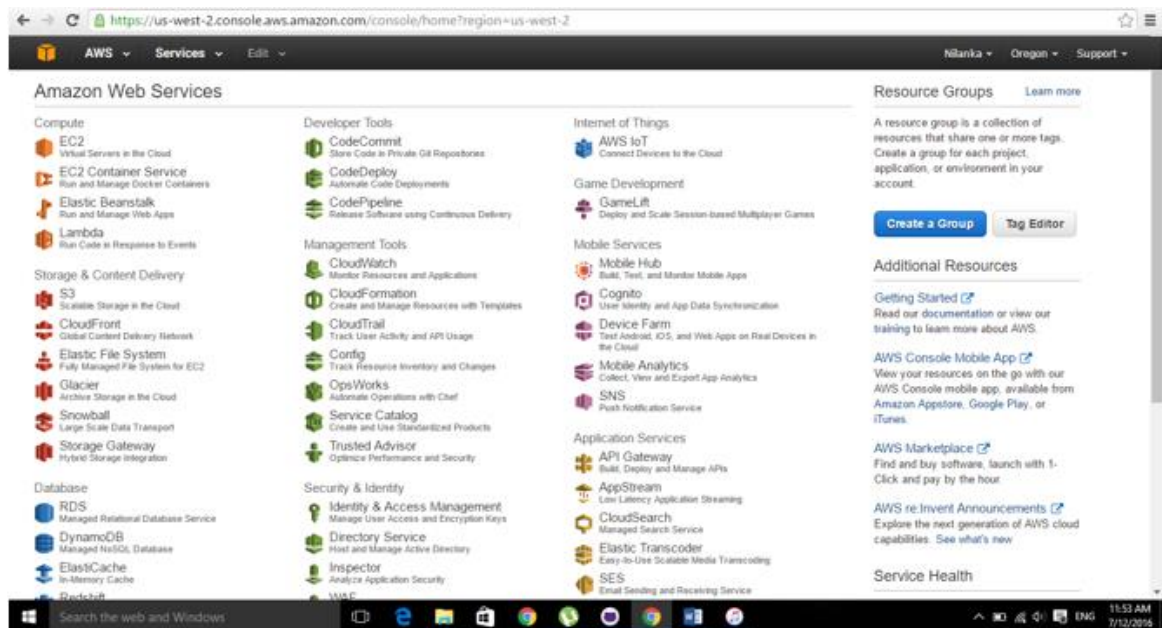 https://us-west-2.console.aws.amazon.com/console/home?region=us-west-2
AWS Services Edit Nilanka Oregon Support
Amazon Web Services
Compute
EC2
Virtual Servers in the Cloud
EC2 Container Service
Run and Manage Docker Containers
Elastic Beanstalk
Run and Manage Web Apps
Lambda
Run Code in Response to Events
Storage & Content Delivery
S3
Scalable Storage in the Cloud
CloudFront
Global Content Delivery Network
Elastic File System
Fully Managed File System for EC2
Glacier
Archive Storage in the Cloud
Snowball
Large Scale Data Transport
Storage Gateway
Hybrid Storage Integration
Database
RDS
Managed Relational Database Service
DynamoDB
Managed NoSQL Database
ElastiCache
In-Memory Cache
Redshift
Developer Tools
CodeCommit
Store Code in Private Git Repositories
CodeDeploy
Automate Code Deployments
CodePipeline
Release Software using Continuous Delivery
Management Tools
CloudWatch
Monitor Resources and Applications
CloudFormation
Create and Manage Resources with Templates
CloudTrail
Track User Activity and API Usage
Config
Track Resource Inventory and Changes
OpsWorks
Automate Operations with Chef
Service Catalog
Create and Use Standardized Products
Trusted Advisor
Optimize Performance and Security
Security & Identity
Identity & Access Management
Manage User Access and Encryption Keys
Directory Service
Host and Manage Active Directory
Inspector
Analyze Application Security
WAF
Internet of Things
AWS IoT
Connect Devices to the Cloud
Game Development
GameLift
Deploy and Scale Session-based Multiplayer Games
Mobile Services
Mobile Hub
Build, Test, and Monitor Mobile Apps
Cognito
User Identity and App Data Synchronization
Device Farm
Test Android, iOS, and Web Apps on Real Devices in
the Cloud
Mobile Analytics
Collect, View and Export App Analytics
SNS
Push Notification Service
Application Services
API Gateway
Build, Deploy and Manage APIs
AppStream
Low Latency Application Streaming
CloudSearch
Managed Search Service
Elastic Transcoder
Easy-to-Use Scalable Media Transcoding
SES
Email Sending and Receiving Service
Resource Groups Learn more
A resource group is a collection of
resources that share one or more tags.
Create a group for each project,
application, or environment in your
account.
Create a Group Tag Editor
Additional Resources
Getting Started
Read our documentation or view our
training to learn more about AWS.
AWS Console Mobile App
View your resources on the go with our
AWS Console mobile app, available from
Amazon Appstore, Google Play, or
iTunes.
AWS Marketplace
Find and buy software, launch with 1-
Click and pay by the hour.
AWS re:Invent Announcements
Explore the next generation of AWS cloud
capabilities. See what's new
Service Health
Search the web and Windows
ENG
11:53 AM
7/12/2016